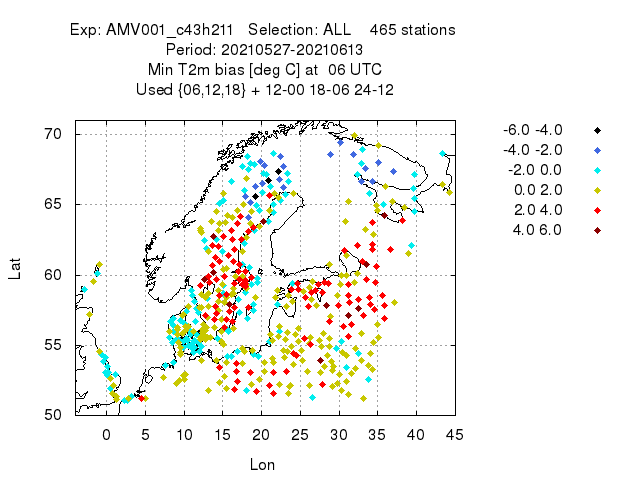 Exp: AMV001_c43h211 Selection: ALL 465 stations
Period: 20210527-20210613
Min T2m bias [deg C] at 06 UTC
Used {06,12,18} + 12-00 18-06 24-12
70
65
60
55
50
Lat
0 5 10 15 20 25 30 35 40 45
Lon
-6.0 -4.0
-4.0 -2.0
-2.0 0.0
0.0 2.0
2.0 4.0
4.0 6.0